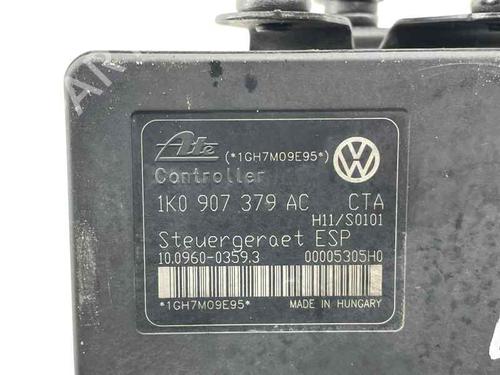 Ate (*1GH7M09E95*)
Controller
1K0 907 379 AC CTA
H11/S0101
Steuergeraet ESP
10.0960-0359.3 00005305H0
*1GH7M09E95* MADE IN HUNGARY